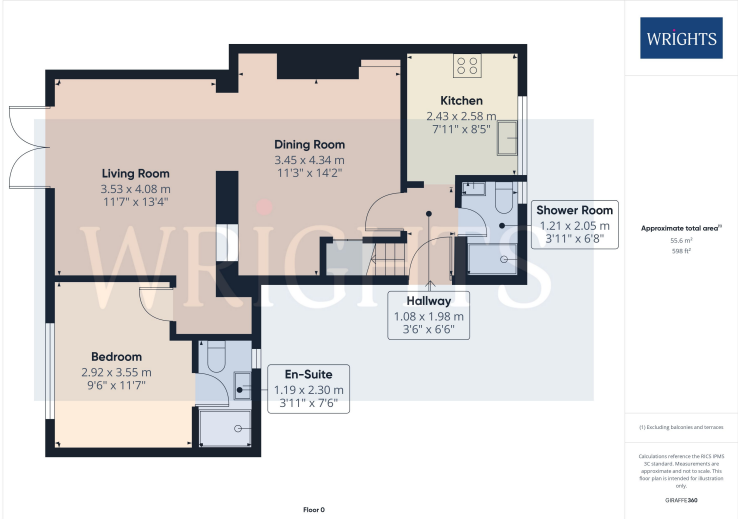 WRIGHTS
Kitchen
2.43 x 2.58 m
7'11" x 8'5"
Dining Room
3.45 x 4.34 m
11'3" x 14'2"
Living Room
3.53 x 4.08 m
11'7" x 13'4"
Shower Room
1.21 x 2.05 m
3'11" x 6'8"
WRIGHTS
Hallway
1.08 x 1.98 m
3'6" x 6'6"
Bedroom
2.92 x 3.55 m
9'6" x 11'7"
En-Suite
1.19 x 2.30 m
3'11" x 7'6"
Floor 0
Approximate total area(1)
55.6 m²
598 ft²
(1) Excluding balconies and terraces
Calculations reference the RICS IPMS
3C standard. Measurements are
approximate and not to scale. This
floor plan is intended for illustration
only.
GIRAFFE360